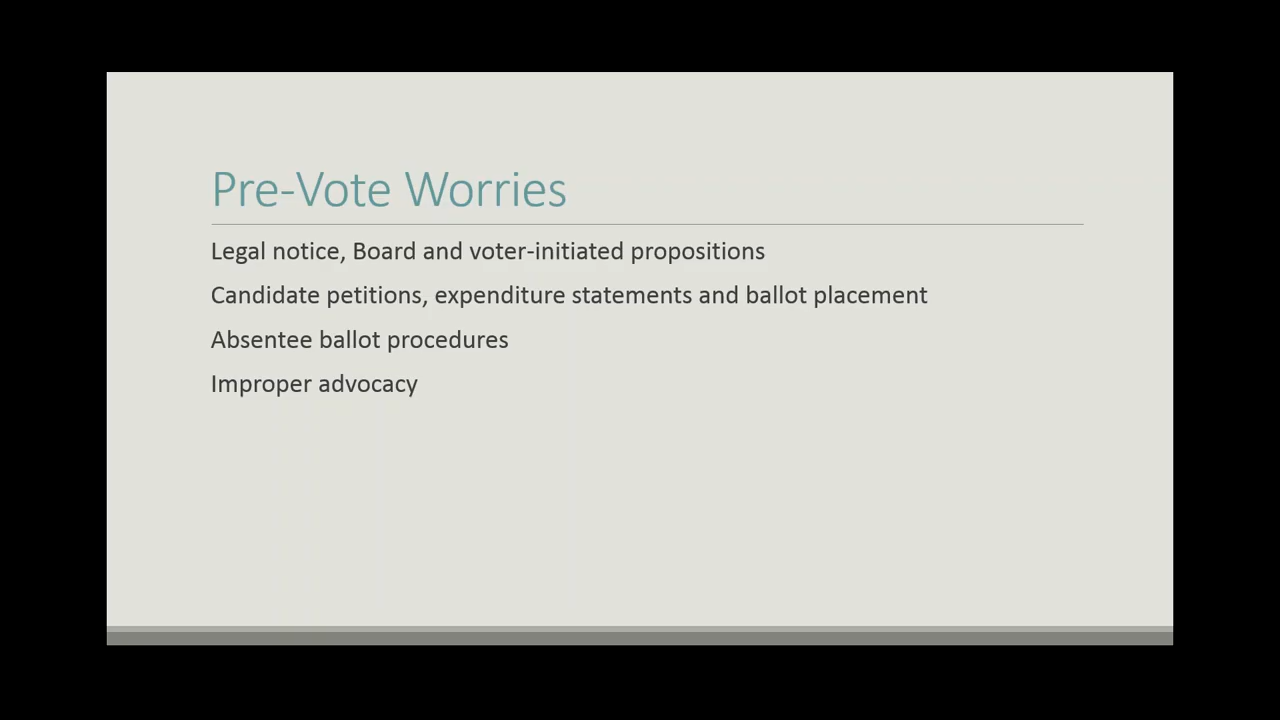 Pre-Vote Worries
Legal notice, Board and voter-initiated propositions
Candidate petitions, expenditure statements and ballot placement
Absentee ballot procedures
Improper advocacy